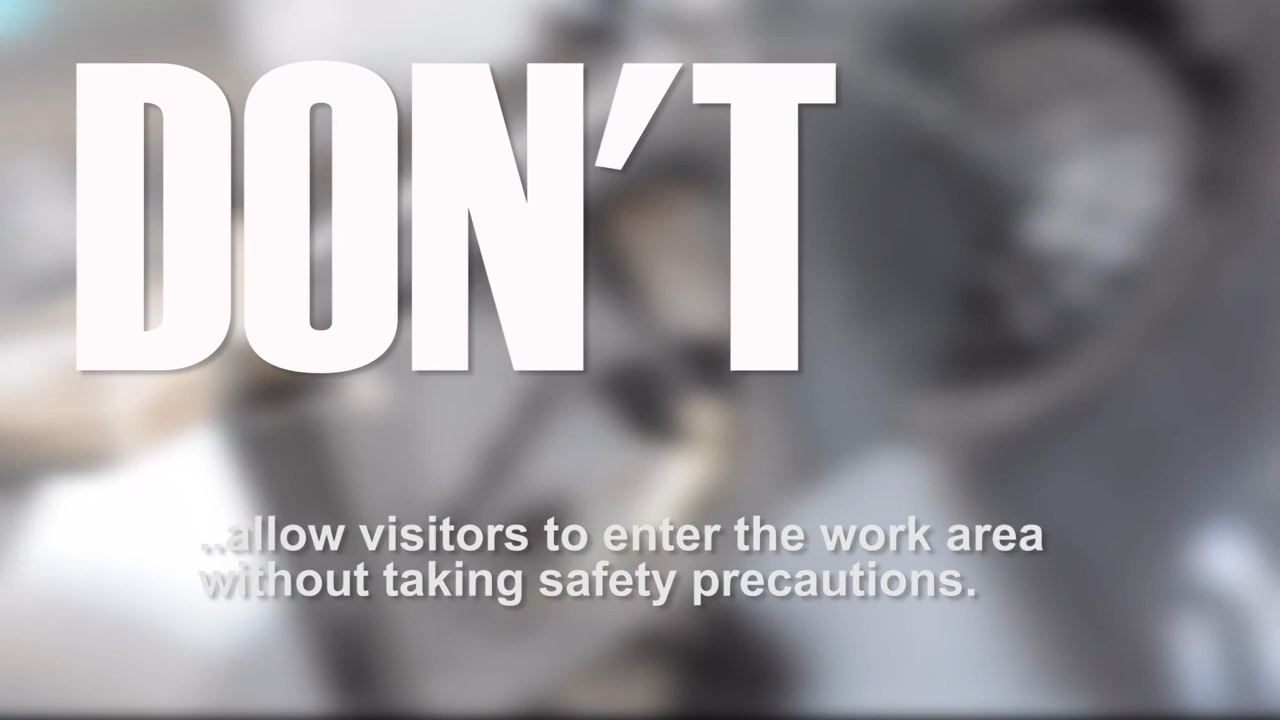 DON'T
..allow visitors to enter the work area
without taking safety precautions.